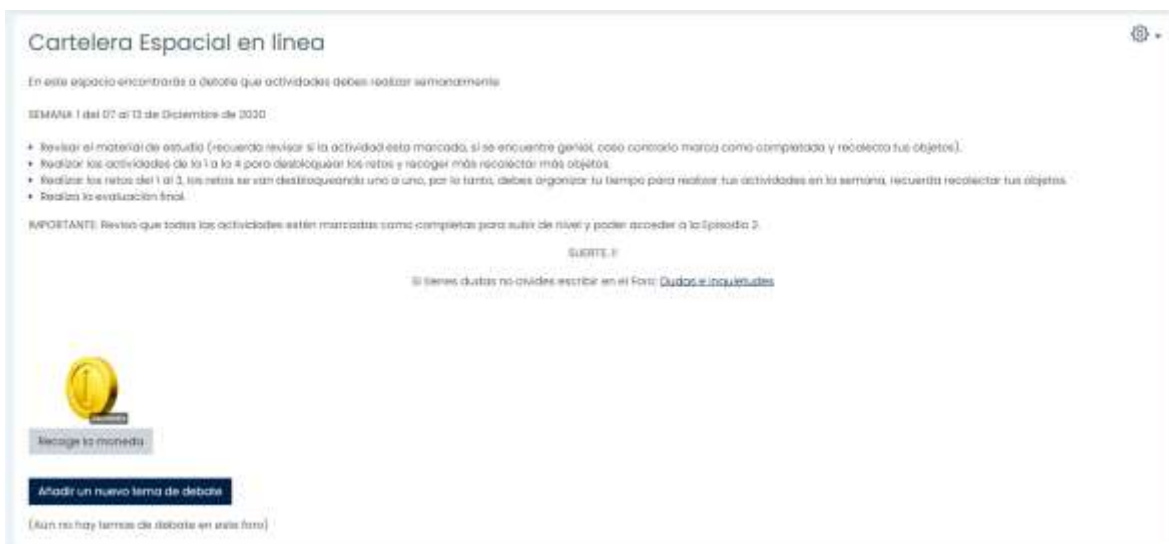 Cartelera Espacial en línea
En este espacio encontrarás a detalle que actividades debes realizar semanalmente
SEMANA 1 del 07 al 13 de Diciembre de 2020
• Revisar el material de estudio (recuerda revisar si la actividad esta marcada, si se encuentre genial, caso contrario marca como completada y recolecta tus objetos).
• Realizar las actividades de la 1 a la 4 para desbloquear los retos y recoger más recolectar más objetos.
• Realizar los retos del 1 al 3, los retos se van desbloqueando uno a uno, por lo tanto, debes organizar tu tiempo para realizar tus actividades en la semana, recuerda recolectar tus objetos.
• Realiza la evaluación final.
IMPORTANTE: Revisa que todas las actividades estén marcadas como completas para subir de nivel y poder acceder a la Episodio 2.
SUERTE. !!
Si tienes dudas no olvides escribir en el Foro: Dudas e inquietudes
Recoge la moneda
Añadir un nuevo tema de debate
(Aún no hay temas de debate en este foro)